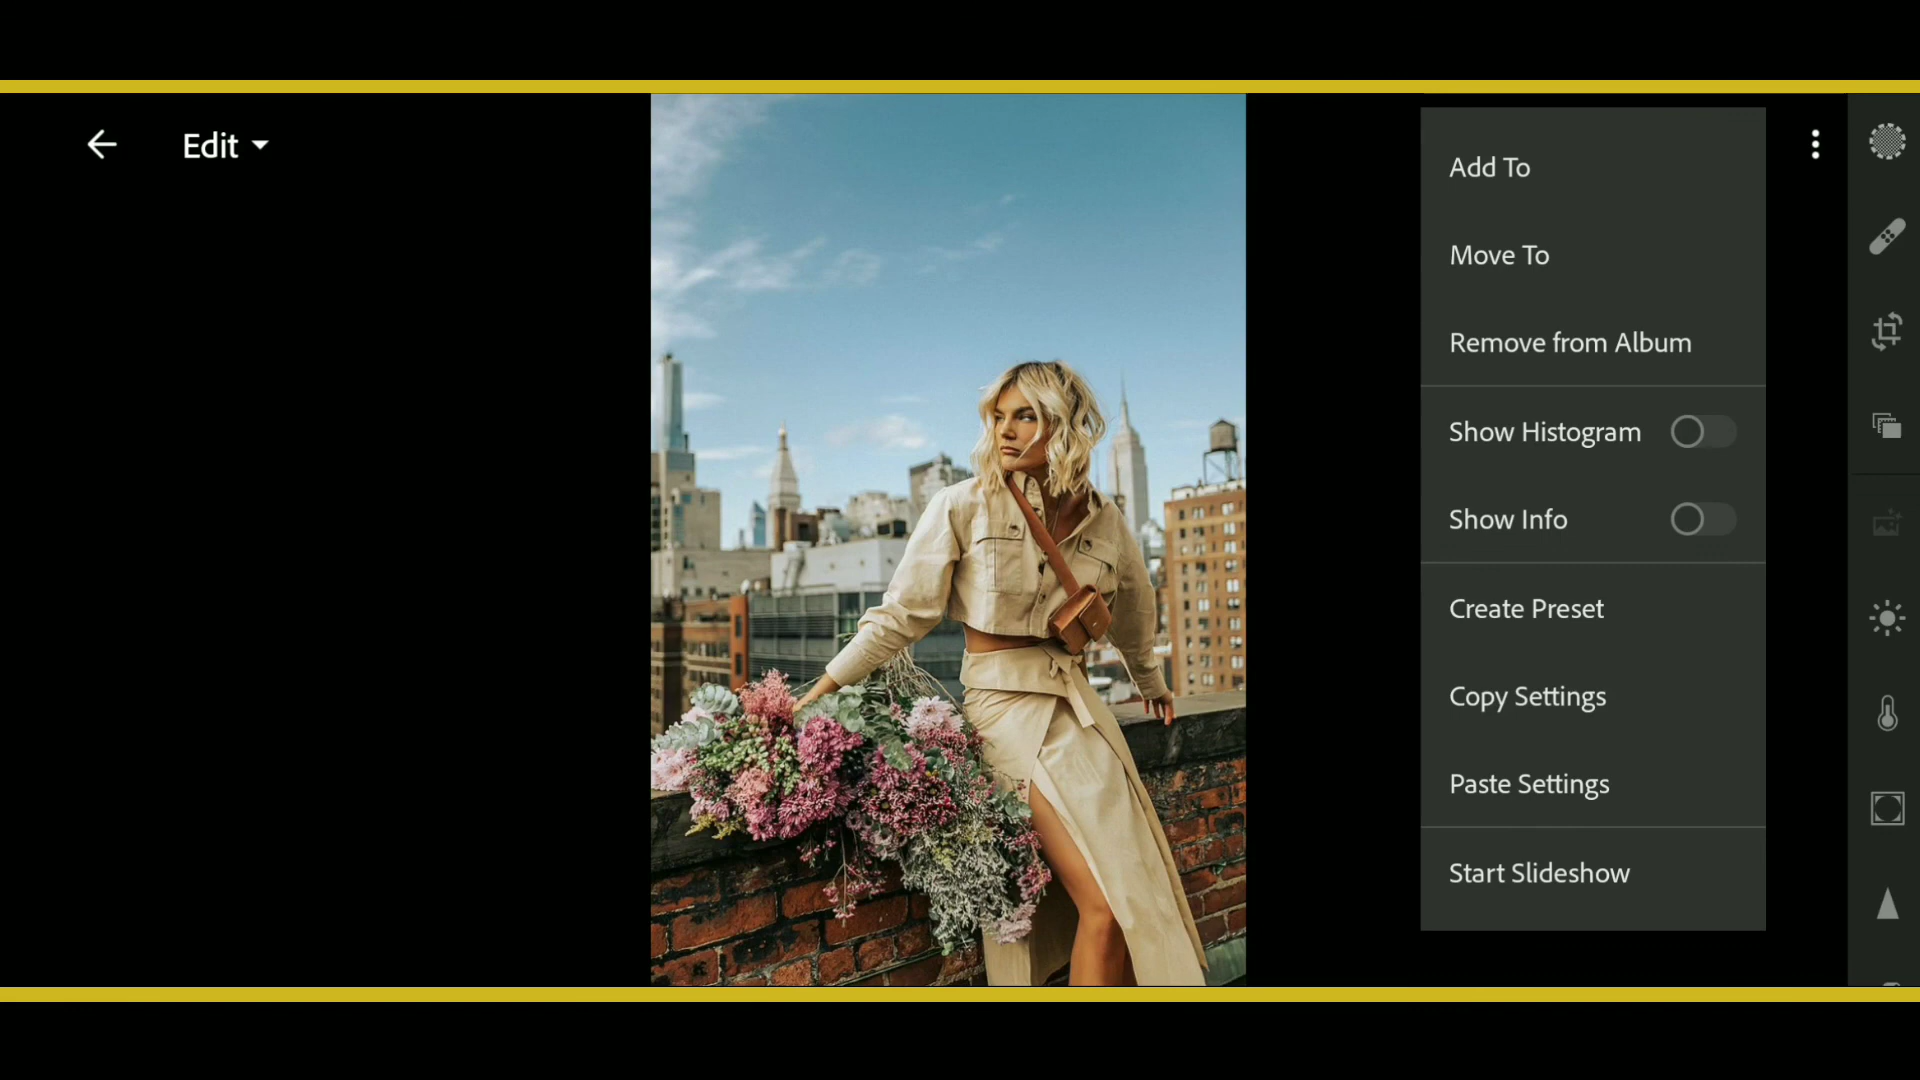 Edit
Add To
Move To
Remove from Album
Show Histogram
Show Info
Create Preset
Copy Settings
Paste Settings
Start Slideshow